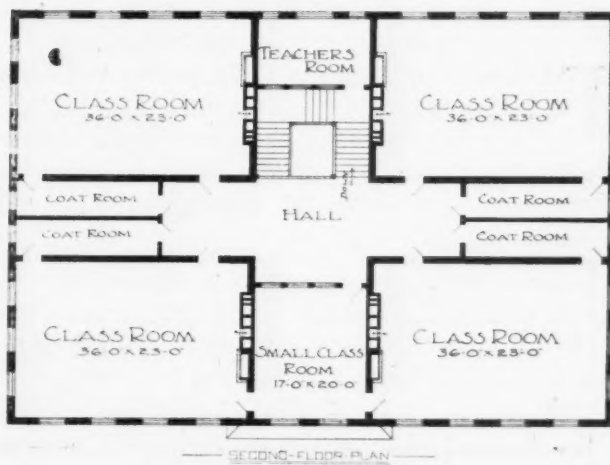 TEACHERS
ROOM
CLASS ROOM
36-0 X 23-0
CLASS ROOM
36-0 X 23-0
COAT ROOM
COAT ROOM
HALL
COAT ROOM
COAT ROOM
CLASS ROOM
36-0 X 23-0
SMALL CLASS
ROOM
17-0 X 20-0
CLASS ROOM
36-0 X 23-0
SECOND-FLOOR-PLAN